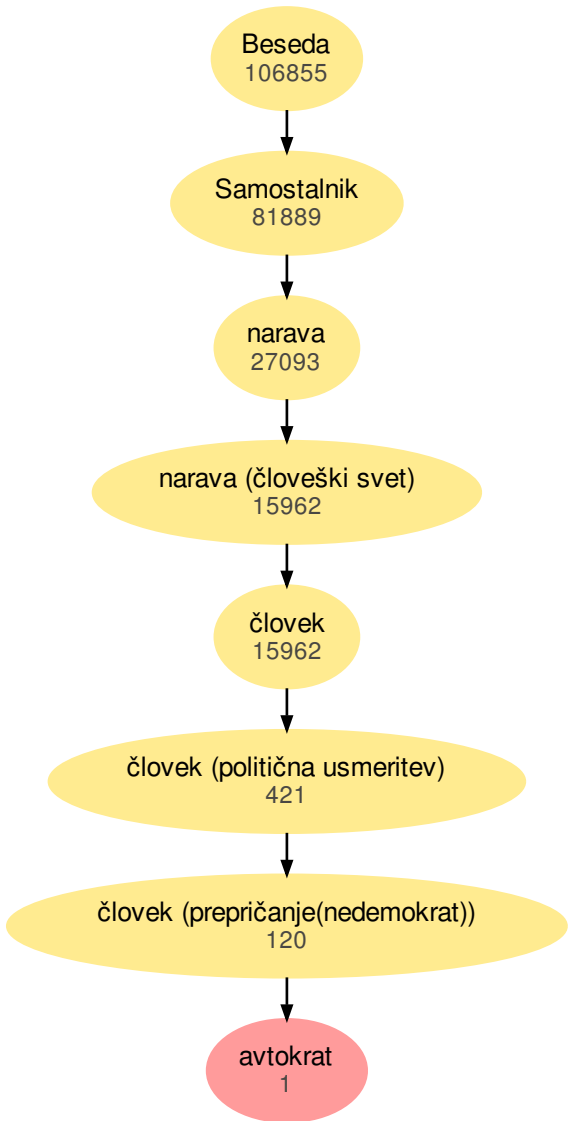 Beseda
106855
Samostalnik
81889
narava
27093
narava (človeški svet)
15962
človek
15962
človek (politična usmeritev)
421
človek (prepričanje(nedemokrat))
120
avtokrat
1